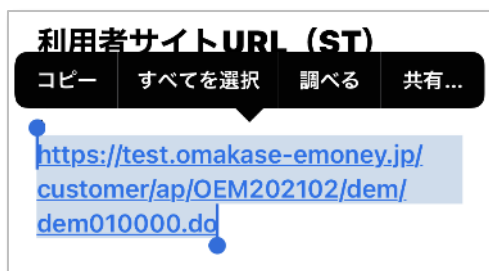 利用者サイトURL（ST）
コピー すべてを選択 調べる 共有...
https://test.omakase-emoney.jp/
customer/ap/OEM202102/dem/
dem010000.do